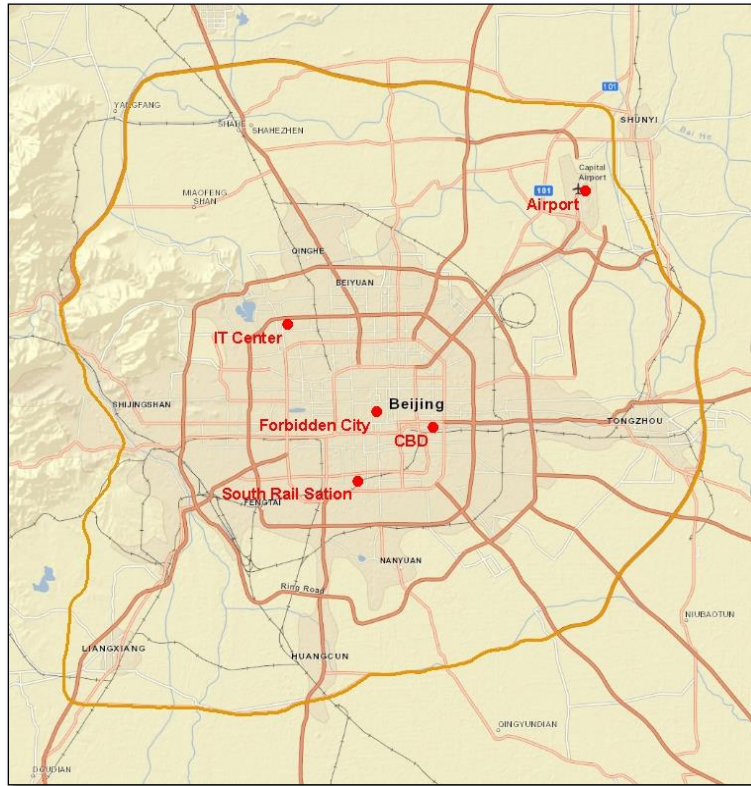 101
YANGFANG
SHAHE
SHAHEZHEN
SHUNYI
Bai He
Capital
Airport
101
Airport
MIAOFENG
SHAN
QINGHE
BEIYUAN
IT Center
SHIJINGSHAN
Beijing
Forbidden City
CBD
TONGZHOU
South Rail Sation
FENGTAI
NANYUAN
Ring Road
NIUBAOTUN
LIANGXIANG
HUANGCUN
QINGYUNDIAN
DOUDIAN